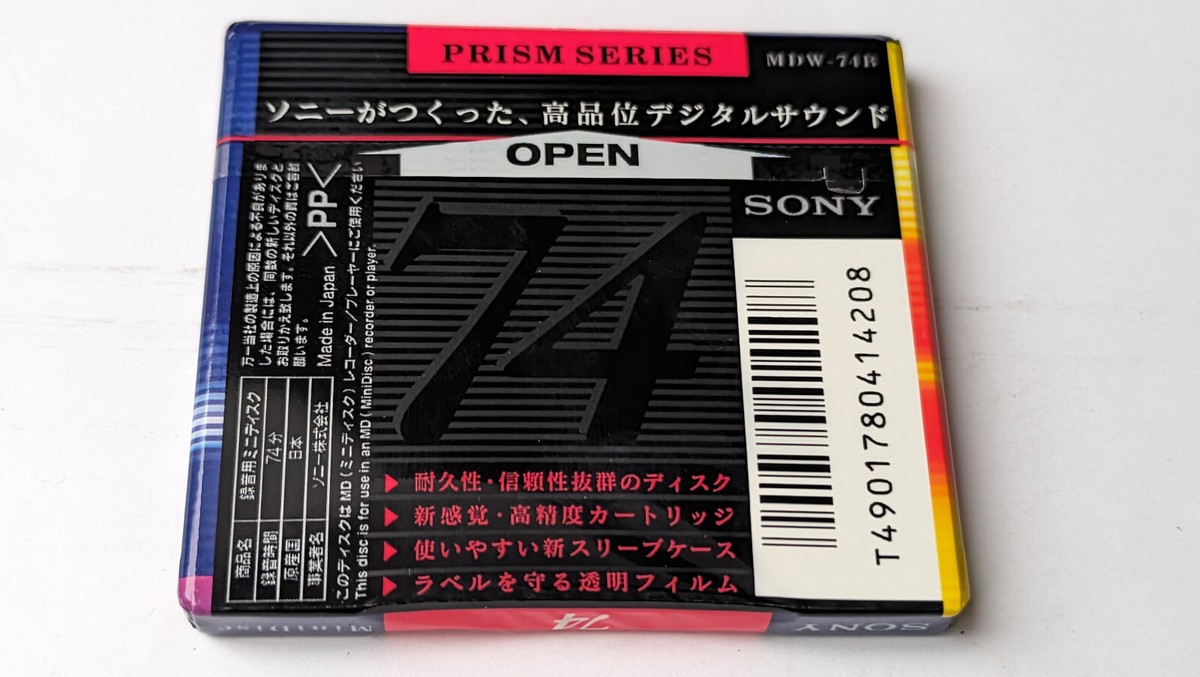 PRISM SERIES
MDW-74B
ソニーがつくった、高品位デジタルサウンド
OPEN
SONY
74
T4901780414208
万一当社の製造上の原因による不良がありま
した場合には、同数の新しいディスクと
お取りかえ致します。それ以外の責はご容赦
願います。
Made in Japan >PP<
商品名 録音用ミニディスク
録音時間 74分
原産国 日本
事業者名 ソニー株式会社
このディスクはMD(ミニディスク)レコーダー/プレーヤーにご使用ください
This disc is for use in an MD (MiniDisc) recorder or player.
▶ 耐久性・信頼性抜群のディスク
▶ 新感覚・高精度カートリッジ
▶ 使いやすい新スリーブケース
▶ ラベルを守る透明フィルム
MiniDisc
74
SONY